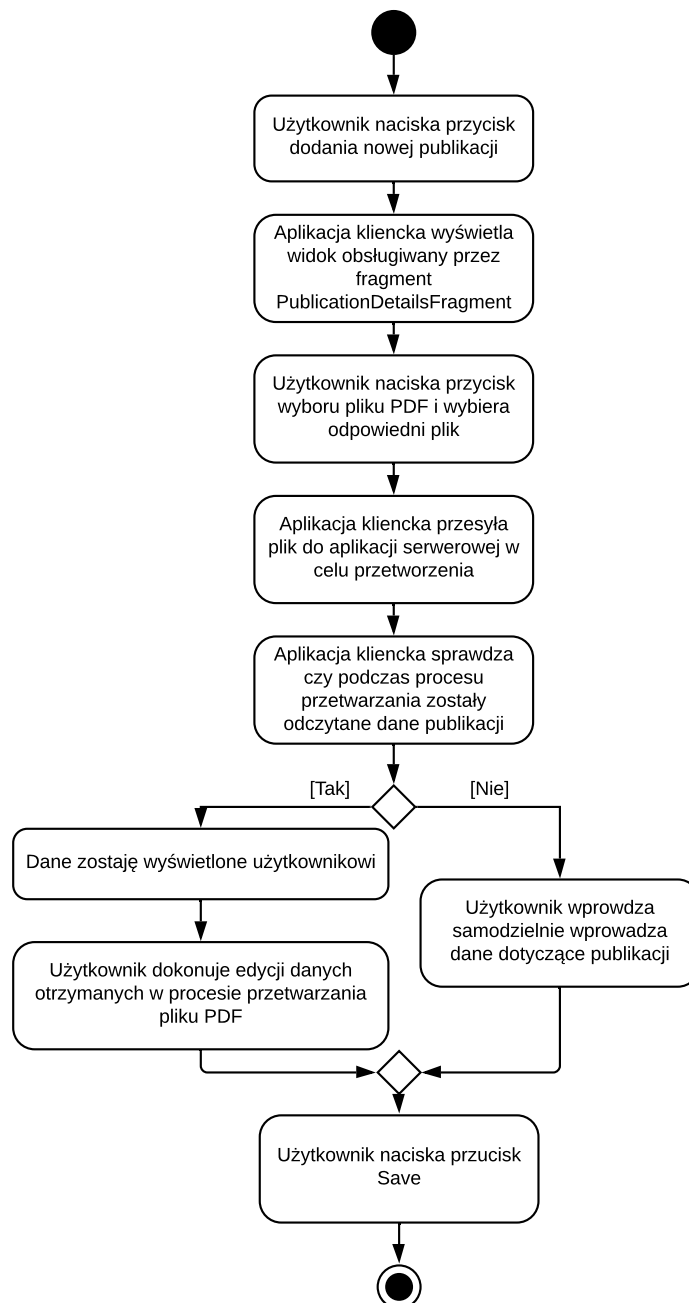 Użytkownik naciska przycisk
dodania nowej publikacji
Aplikacja kliencka wyświetla
widok obsługiwany przez
fragment
PublicationDetailsFragment
Użytkownik naciska przycisk
wyboru pliku PDF i wybiera
odpowiedni plik
Aplikacja kliencka przesyła
plik do aplikacji serwerowej w
celu przetworzenia
Aplikacja kliencka sprawdza
czy podczas procesu
przetwarzania zostały
odczytane dane publikacji
[Tak]
[Nie]
Dane zostaję wyświetlone użytkownikowi
Użytkownik wprowdza
samodzielnie wprowadza
dane dotyczące publikacji
Użytkownik dokonuje edycji danych
otrzymanych w procesie przetwarzania
pliku PDF
Użytkownik naciska przucisk
Save